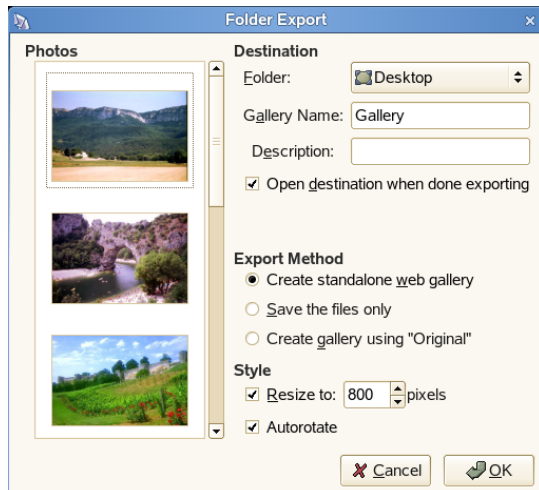 Folder Export
Photos
Destination
Folder:
Desktop
Gallery Name:
Gallery
Description:
Open destination when done exporting
Export Method
Create standalone web gallery
Save the files only
Create gallery using "Original"
Style
Resize to:
800
pixels
Autorotate
Cancel
OK